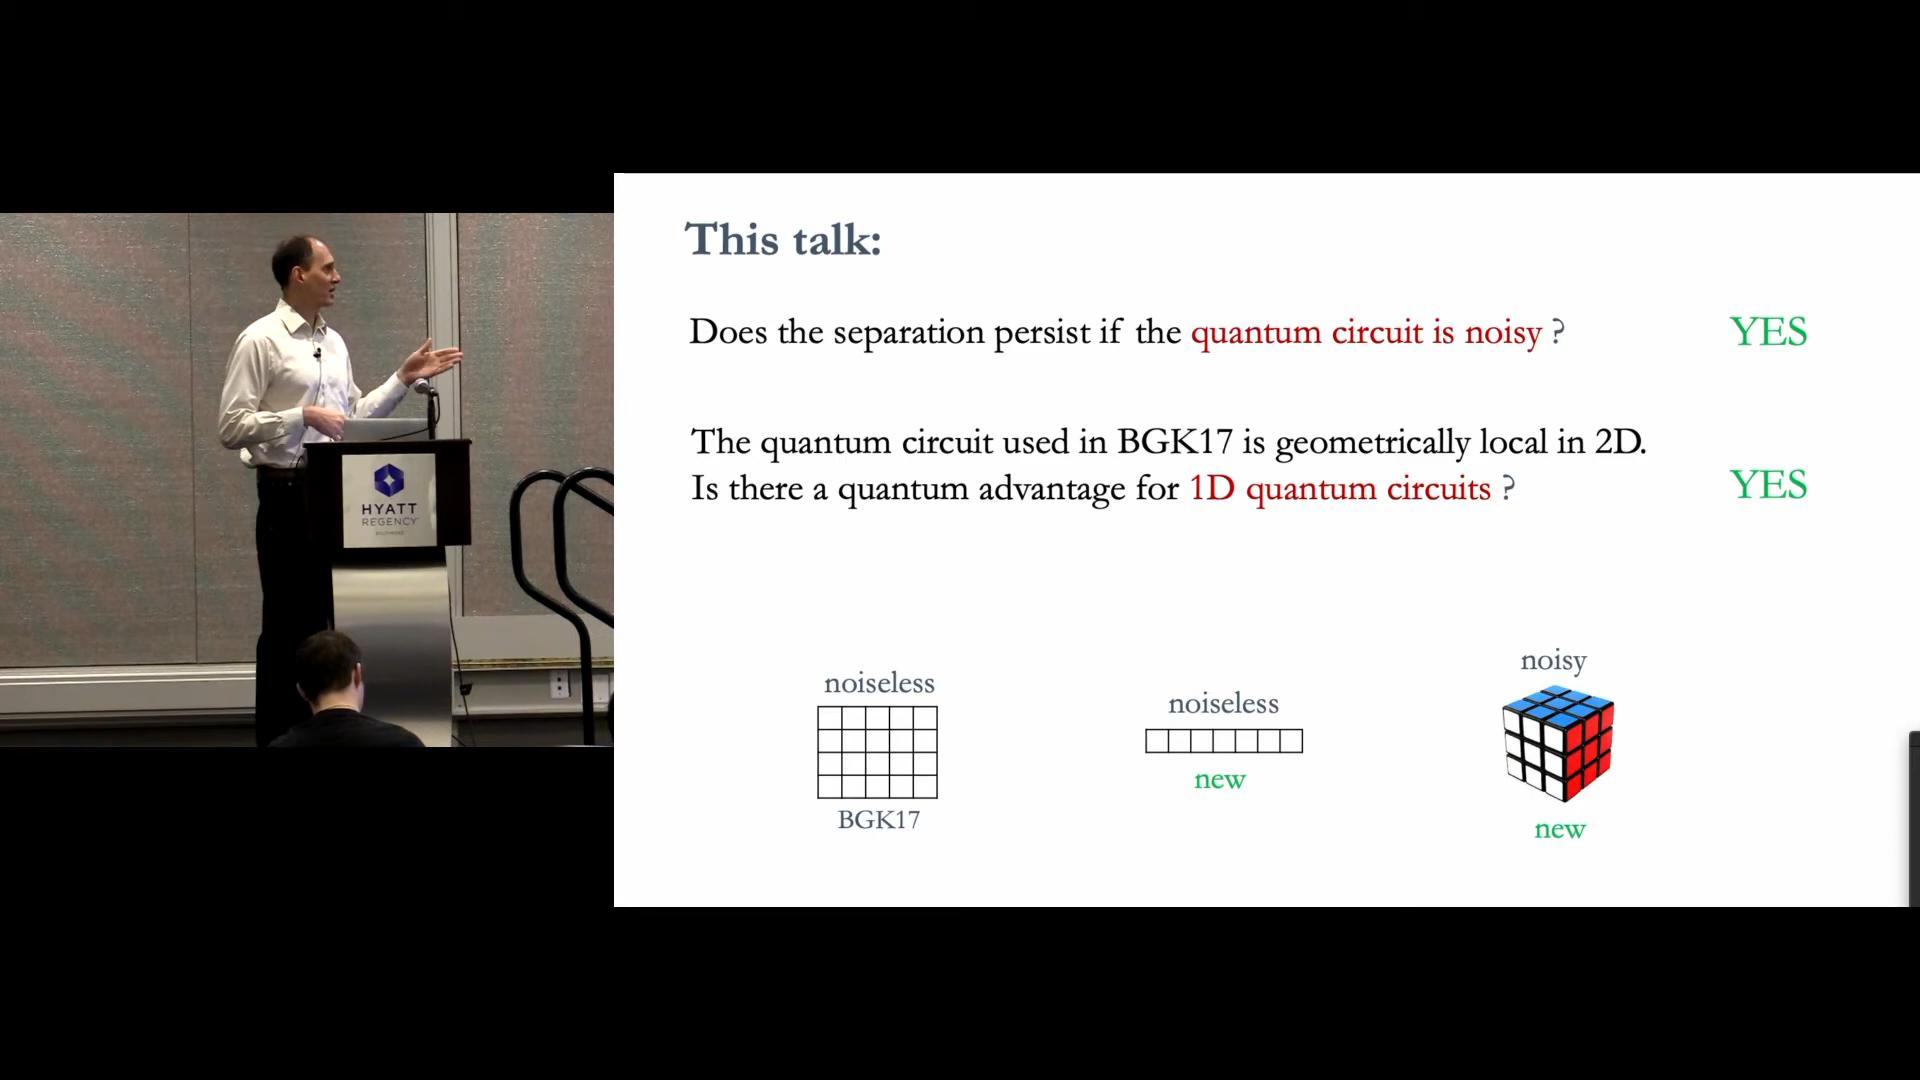 This talk:
Does the separation persist if the quantum circuit is noisy ?
YES
The quantum circuit used in BGK17 is geometrically local in 2D.
Is there a quantum advantage for 1D quantum circuits ?
YES
noiseless
BGK17
noiseless
new
noisy
new
HYATT
REGENCY